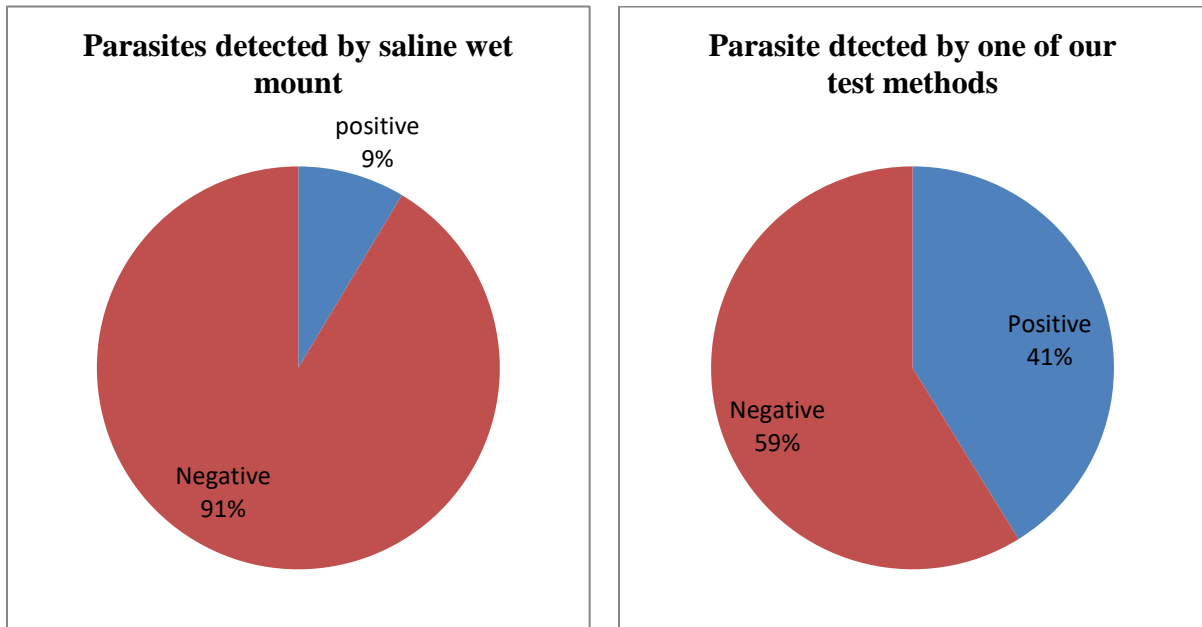 Parasites detected by saline wet
mount
positive
9%
Negative
91%
Parasite dtected by one of our
test methods
Positive
41%
Negative
59%